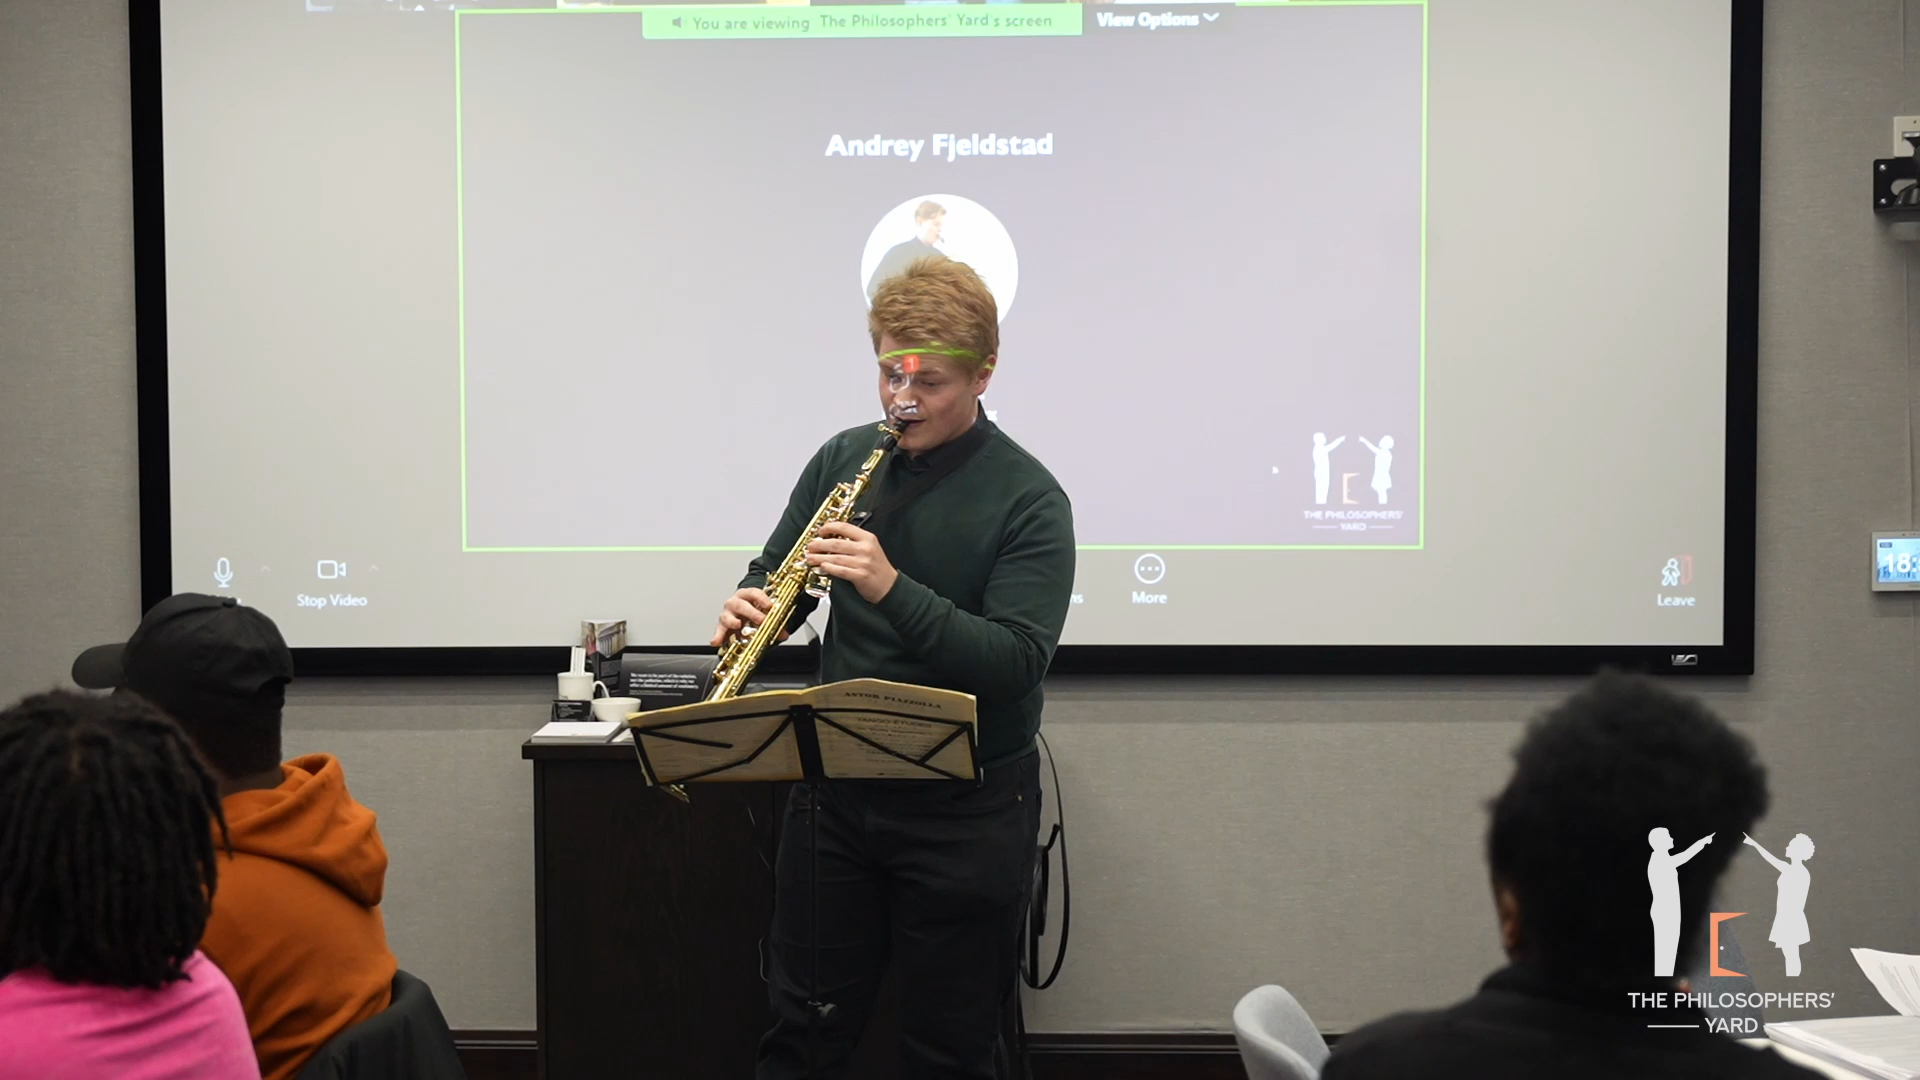 You are viewing The Philosophers' Yard's screen
View Options
Andrey Fjeldstad
THE PHILOSOPHERS'
YARD
Stop Video
More
Leave
18:
ASTOR PIAZZOLLA
TANGO-ETUDES
THE PHILOSOPHERS'
YARD